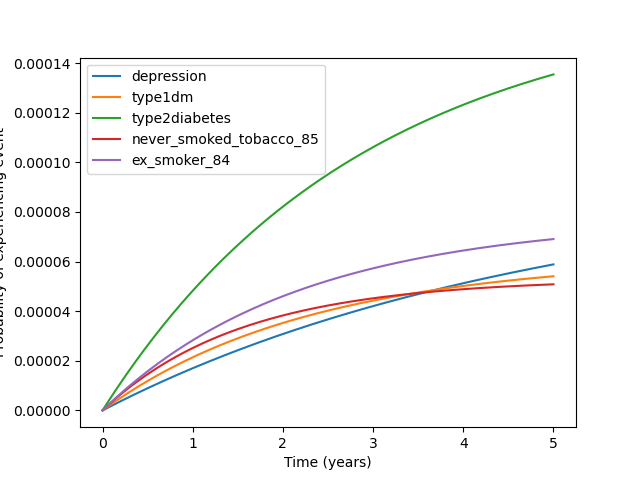 0.00014
0.00012
0.00010
0.00008
0.00006
0.00004
0.00002
0.00000
depression
type1dm
type2diabetes
never_smoked_tobacco_85
ex_smoker_84
0 1 2 3 4 5
Time (years)
Probability of experiencing event